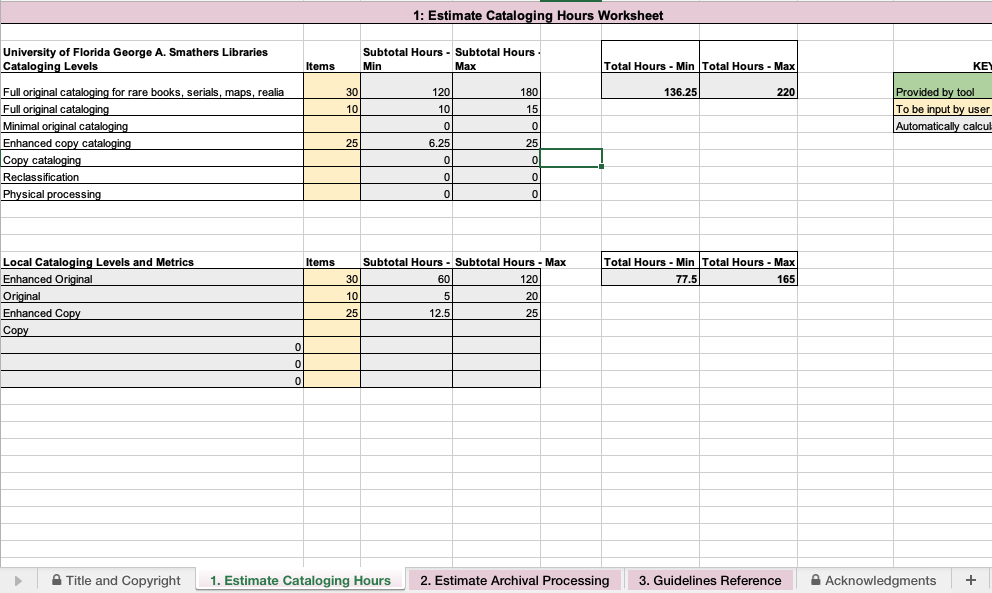 1: Estimate Cataloging Hours Worksheet
University of Florida George A. Smathers Libraries Subtotal Hours - Subtotal Hours -
Cataloging Levels Items Min Max Total Hours - Min Total Hours - Max KEY
Full original cataloging for rare books, serials, maps, realia 30 120 180 136.25 220 Provided by tool
Full original cataloging 10 10 15 To be input by user
Minimal original cataloging 0 0 Automatically calcul
Enhanced copy cataloging 25 6.25 25
Copy cataloging 0 0
Reclassification 0 0
Physical processing 0 0
Local Cataloging Levels and Metrics Items Subtotal Hours - Subtotal Hours - Max Total Hours - Min Total Hours - Max
Enhanced Original 30 60 120 77.5 165
Original 10 5 20
Enhanced Copy 25 12.5 25
Copy
0
0
0
Title and Copyright 1. Estimate Cataloging Hours 2. Estimate Archival Processing 3. Guidelines Reference Acknowledgments +